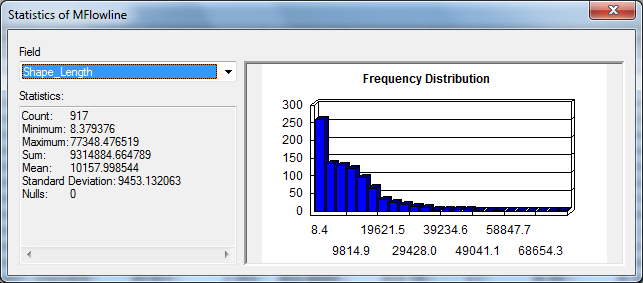 Statistics of MFlowline
Field
Shape_Length
Statistics:
Count: 917
Minimum: 8.379376
Maximum: 77348.476519
Sum: 9314884.664789
Mean: 10157.998544
Standard Deviation: 9453.132063
Nulls: 0
Frequency Distribution
300
250
200
150
100
50
0
8.4 19621.5 39234.6 58847.7
9814.9 29428.0 49041.1 68654.3